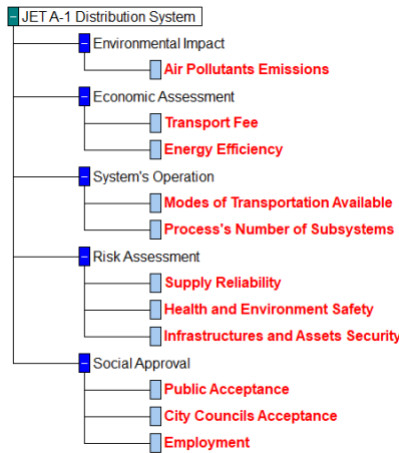 JET A-1 Distribution System
Environmental Impact
Air Pollutants Emissions
Economic Assessment
Transport Fee
Energy Efficiency
System's Operation
Modes of Transportation Available
Process's Number of Subsystems
Risk Assessment
Supply Reliability
Health and Environment Safety
Infrastructures and Assets Security
Social Approval
Public Acceptance
City Councils Acceptance
Employment